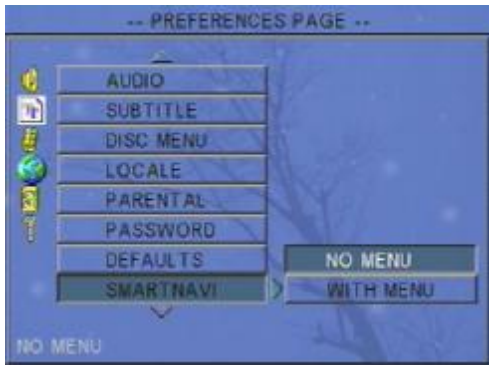 -- PREFERENCES PAGE --
AUDIO
SUBTITLE
DISC MENU
LOCALE
PARENTAL
PASSWORD
DEFAULTS
NO MENU
SMARTNAVI
WITH MENU
NO MENU